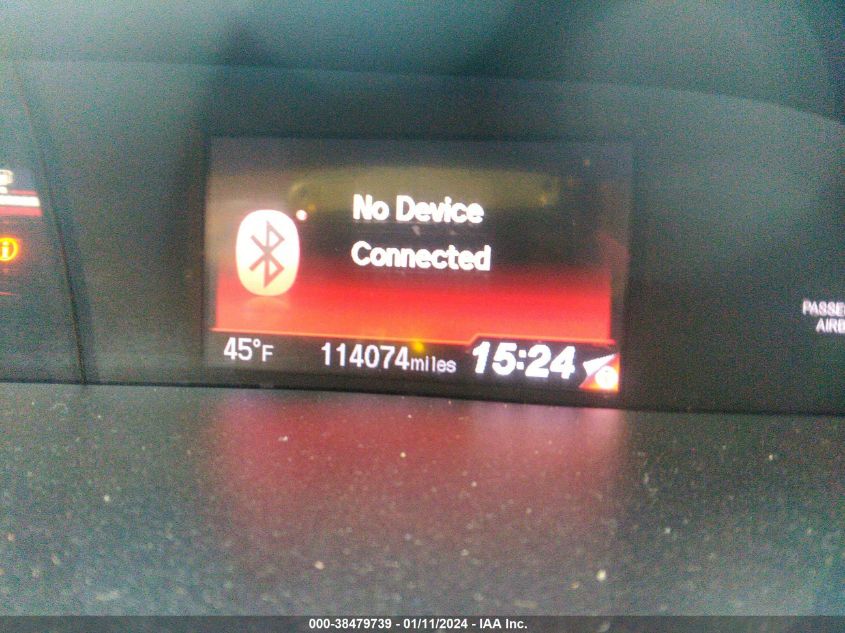 No Device
Connected
45°F 114074miles 15:24
000-38479739 - 01/11/2024 - IAA Inc.